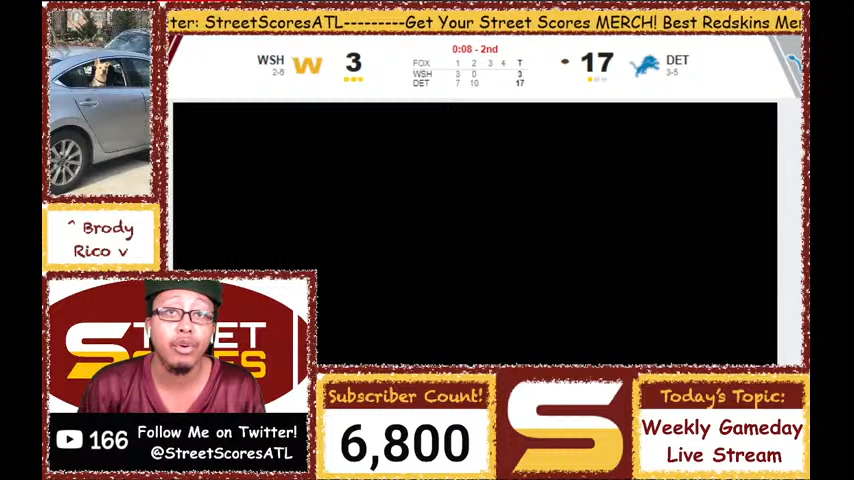 ter: StreetScoresATL---------Get Your Street Scores MERCH! Best Redskins Me
0:08 - 2nd
WSH W 3
2-6
FOX 1 2 3 4 T
WSH 3 0 3
DET 7 10 17
17 DET
3-5
^ Brody
Rico v
STREET
SCORES
166
Follow Me on Twitter!
@StreetScoresATL
Subscriber Count!
6,800
S
Today's Topic:
Weekly Gameday
Live Stream